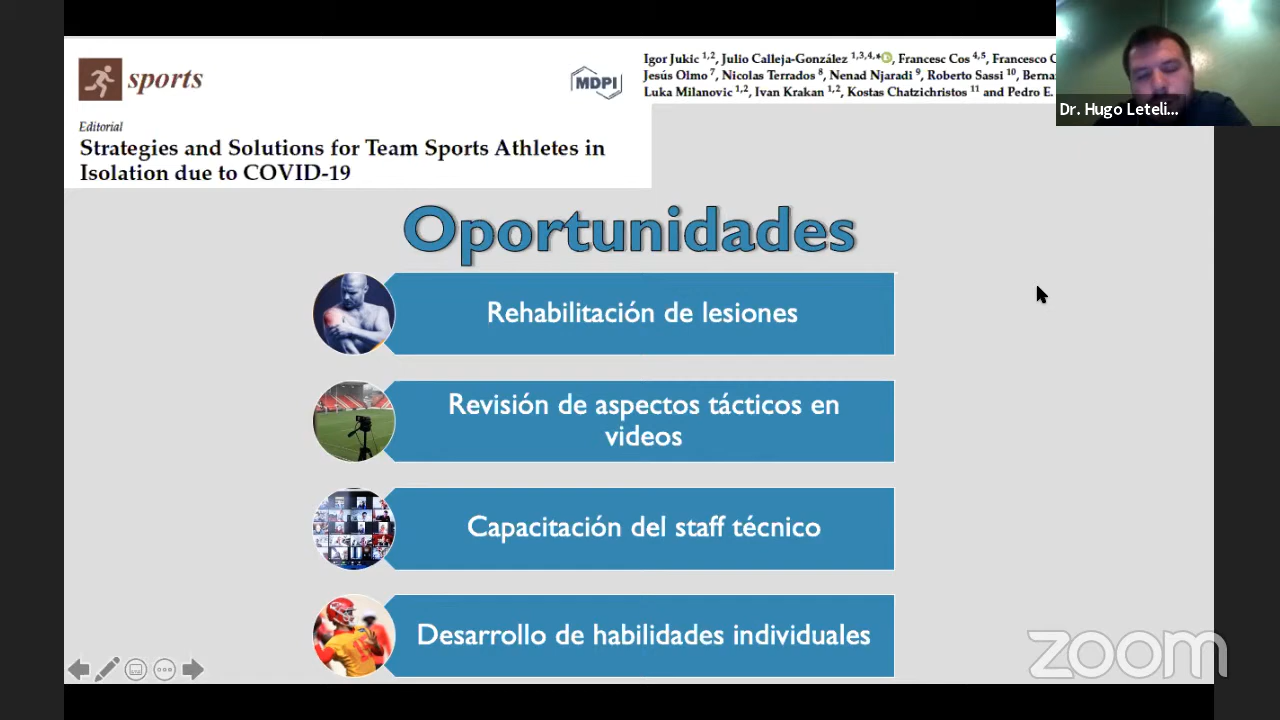 sports
MDPI
Igor Jukic 1,2, Julio Calleja-González 1,3,4,*, Francesc Cos 4,5, Francesco
Jesús Olmo 7, Nicolas Terrados 8, Nenad Njaradi 9, Roberto Sassi 10,
Luka Milanovic 1,2, Ivan Krakan 1,2, Kostas Chatzichristos 11 and Pedro E.
Dr. Hugo Leteli...
Editorial
Strategies and Solutions for Team Sports Athletes in
Isolation due to COVID-19
Oportunidades
Rehabilitación de lesiones
Revisión de aspectos tácticos en
videos
Capacitación del staff técnico
Desarrollo de habilidades individuales
zoom